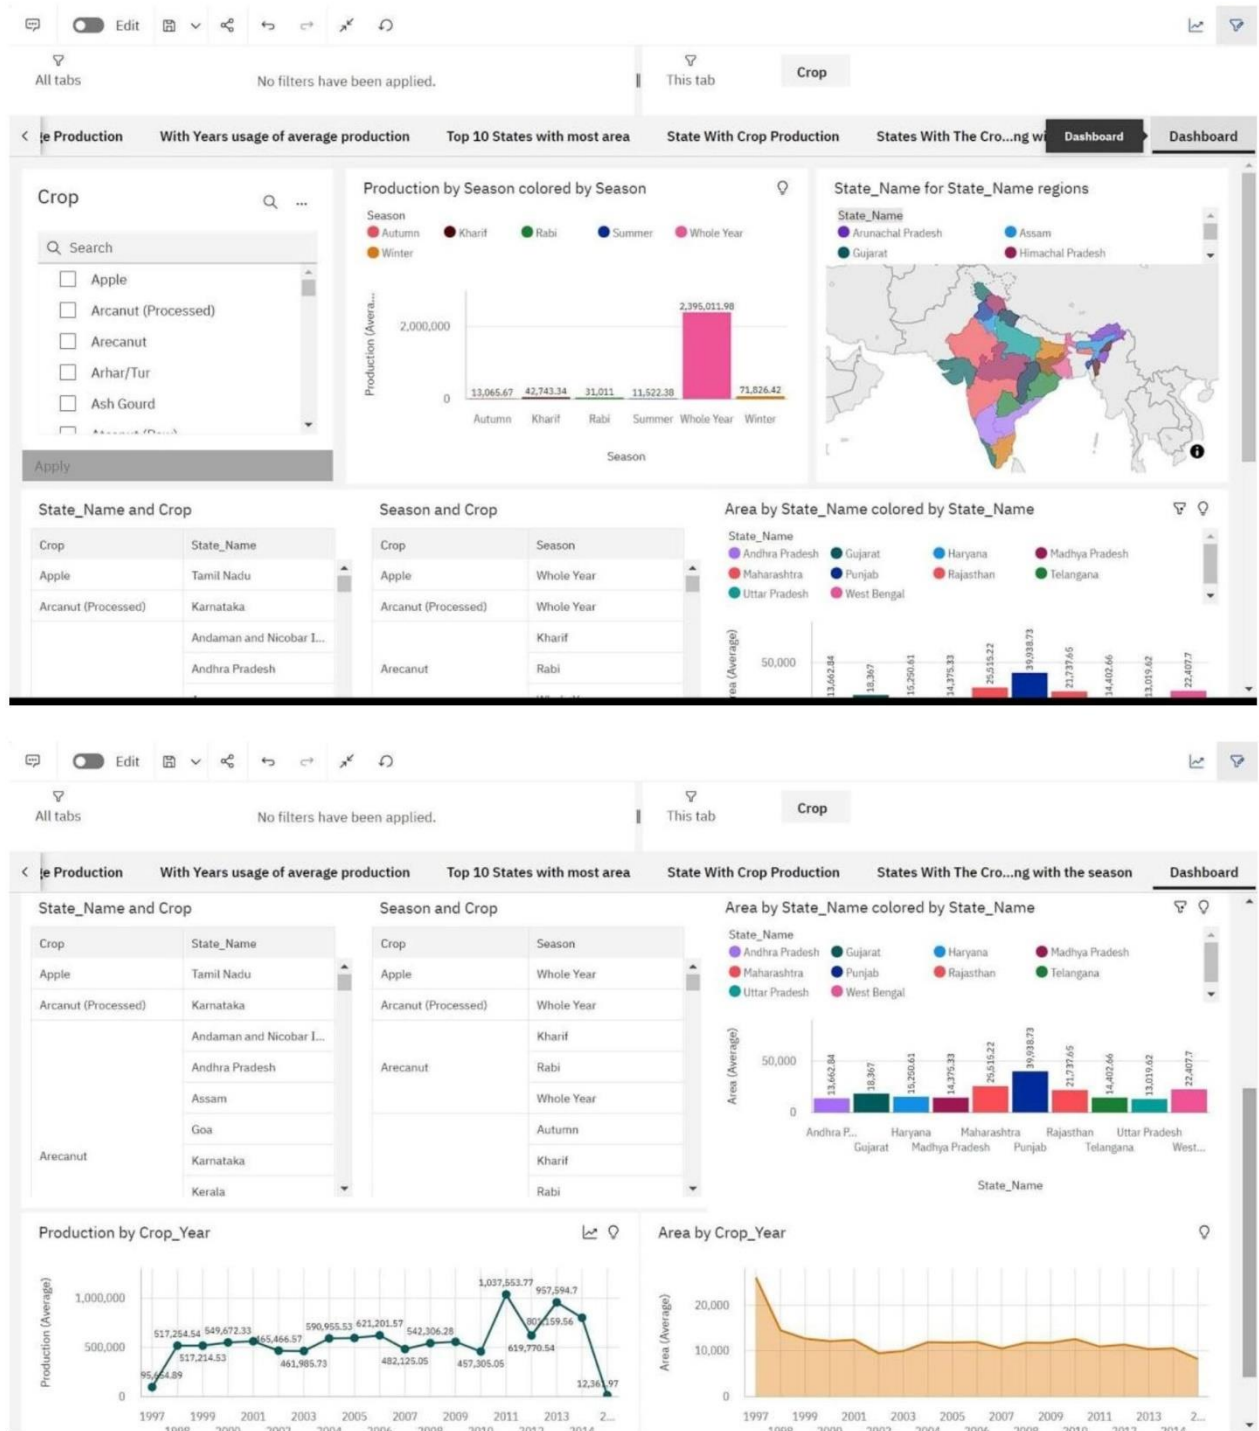 Edit
All tabs
No filters have been applied.
This tab
Crop
ge Production
With Years usage of average production
Top 10 States with most area
State With Crop Production
States With The Cro...ng wi
Dashboard
Dashboard
Crop
...
Search
Apple
Arcanut (Processed)
Arecanut
Arhar/Tur
Ash Gourd
Apply
Production by Season colored by Season
Season
Autumn
Kharif
Rabi
Summer
Whole Year
Winter
Production (Avera...
2,000,000
0
13,065.67
42,743.34
31,011
11,522.38
2,395,011.98
71,826.42
Autumn
Kharif
Rabi
Summer
Whole Year
Winter
Season
State_Name for State_Name regions
State_Name
Arunachal Pradesh
Assam
Gujarat
Himachal Pradesh
State_Name and Crop
Crop
State_Name
Apple
Tamil Nadu
Arcanut (Processed)
Karnataka
Andaman and Nicobar I...
Andhra Pradesh
Season and Crop
Crop
Season
Apple
Whole Year
Arcanut (Processed)
Whole Year
Kharif
Arecanut
Rabi
Area by State_Name colored by State_Name
State_Name
Andhra Pradesh
Gujarat
Haryana
Madhya Pradesh
Maharashtra
Punjab
Rajasthan
Telangana
Uttar Pradesh
West Bengal
rea (Average)
50,000
13,662.84
18,367
15,250.61
14,375.33
25,515.22
39,938.73
21,737.65
14,402.66
13,019.62
22,407.7
Edit
All tabs
No filters have been applied.
This tab
Crop
ge Production
With Years usage of average production
Top 10 States with most area
State With Crop Production
States With The Cro...ng with the season
Dashboard
State_Name and Crop
Crop
State_Name
Apple
Tamil Nadu
Arcanut (Processed)
Karnataka
Andaman and Nicobar I...
Andhra Pradesh
Assam
Goa
Arecanut
Karnataka
Kerala
Season and Crop
Crop
Season
Apple
Whole Year
Arcanut (Processed)
Whole Year
Kharif
Arecanut
Rabi
Whole Year
Autumn
Kharif
Rabi
Area by State_Name colored by State_Name
State_Name
Andhra Pradesh
Gujarat
Haryana
Madhya Pradesh
Maharashtra
Punjab
Rajasthan
Telangana
Uttar Pradesh
West Bengal
Area (Average)
50,000
0
13,662.84
18,367
15,250.61
14,375.33
25,515.22
39,938.73
21,737.65
14,402.66
13,019.62
22,407.7
Andhra P...
Gujarat
Haryana
Madhya Pradesh
Maharashtra
Punjab
Rajasthan
Telangana
Uttar Pradesh
West...
State_Name
Production by Crop_Year
Production (Average)
1,000,000
500,000
0
517,254.54
517,214.53
549,672.33
461,985.73
590,955.53
621,201.57
482,125.05
542,306.28
457,305.05
1,037,553.77
619,770.54
957,594.7
1997
1999
2001
2003
2005
2007
2009
2011
2013
2...
Area by Crop_Year
Area (Average)
20,000
10,000
0
1997
1999
2001
2003
2005
2007
2009
2011
2013
2...